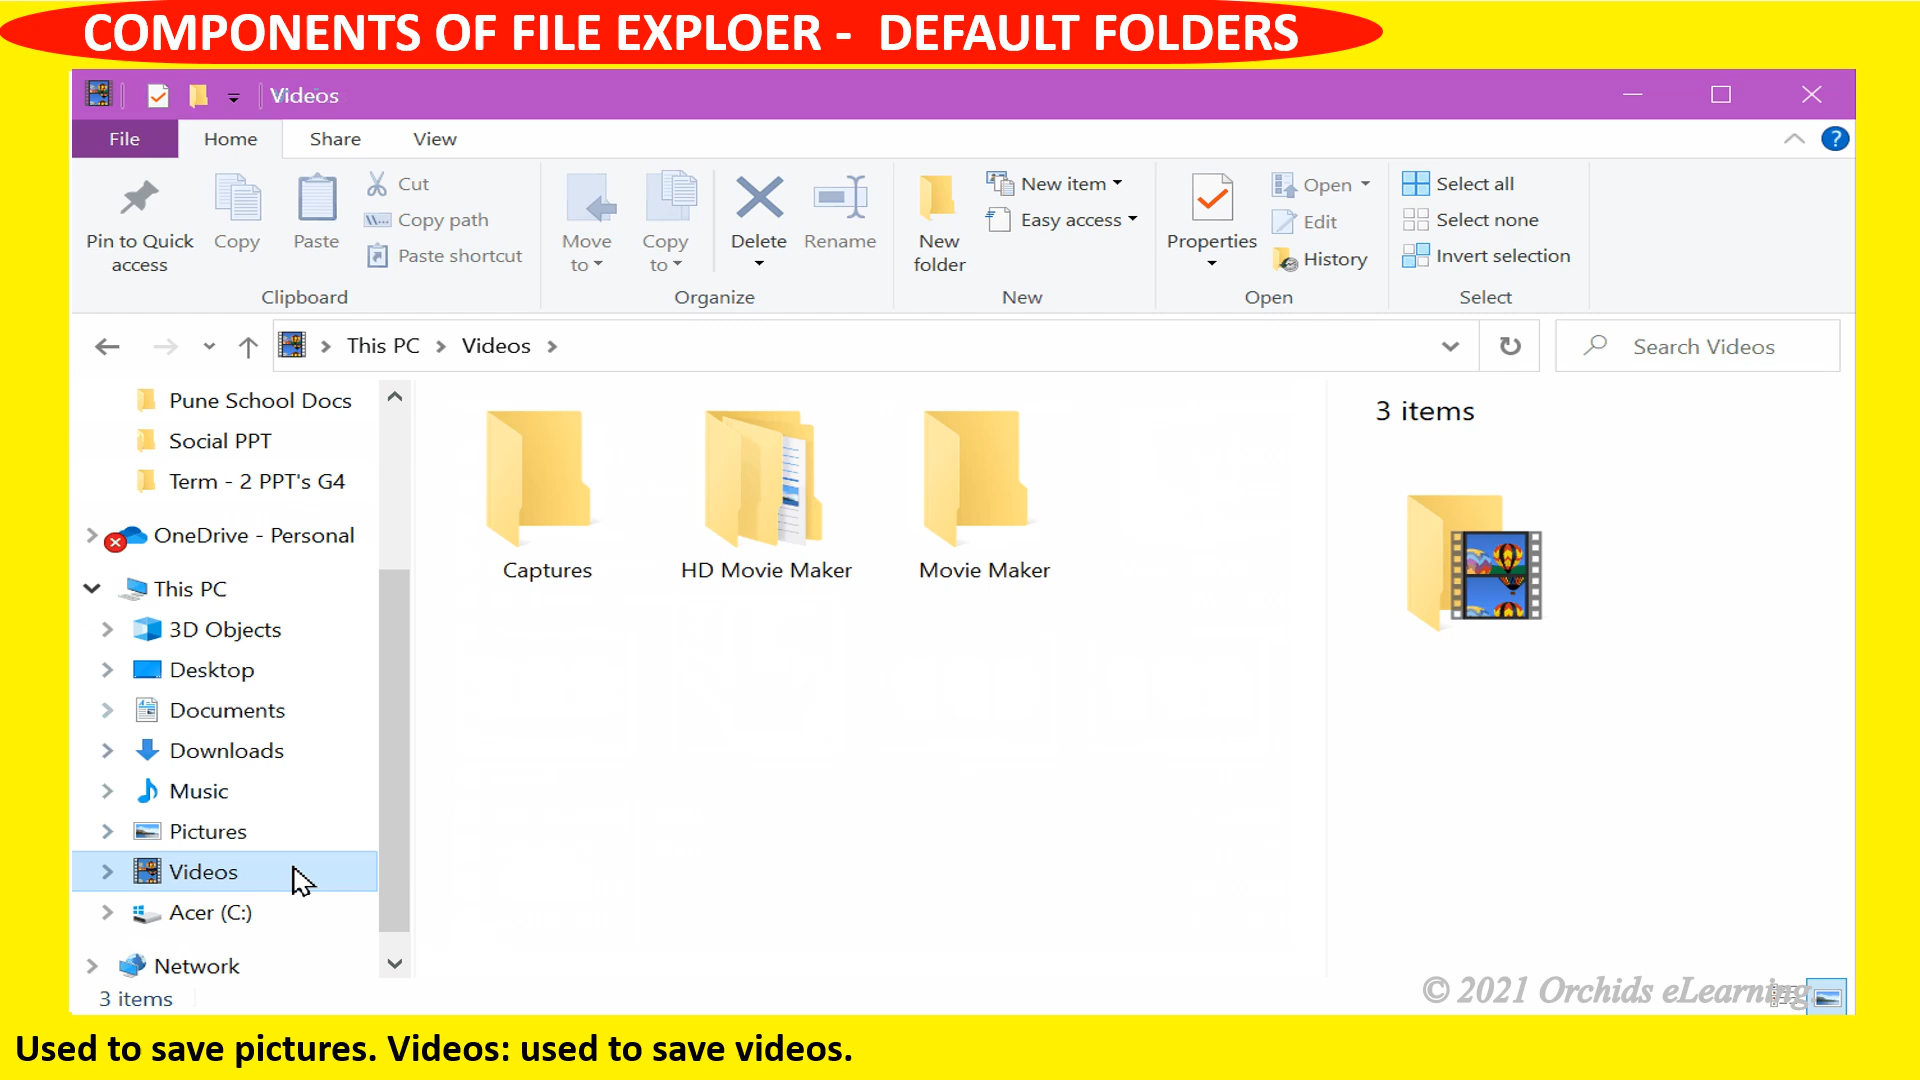 COMPONENTS OF FILE EXPLOER - DEFAULT FOLDERS
Videos
File Home Share View
Pin to Quick access
Copy
Paste
Cut
Copy path
Paste shortcut
Clipboard
Move to
Copy to
Delete
Rename
Organize
New folder
New item
Easy access
New
Properties
Open
Edit
History
Open
Select all
Select none
Invert selection
Select
This PC Videos
Search Videos
Pune School Docs
Social PPT
Term - 2 PPT's G4
OneDrive - Personal
This PC
3D Objects
Desktop
Documents
Downloads
Music
Pictures
Videos
Acer (C:)
Network
3 items
Captures
HD Movie Maker
Movie Maker
3 items
© 2021 Orchids eLearning.
Used to save pictures. Videos: used to save videos.